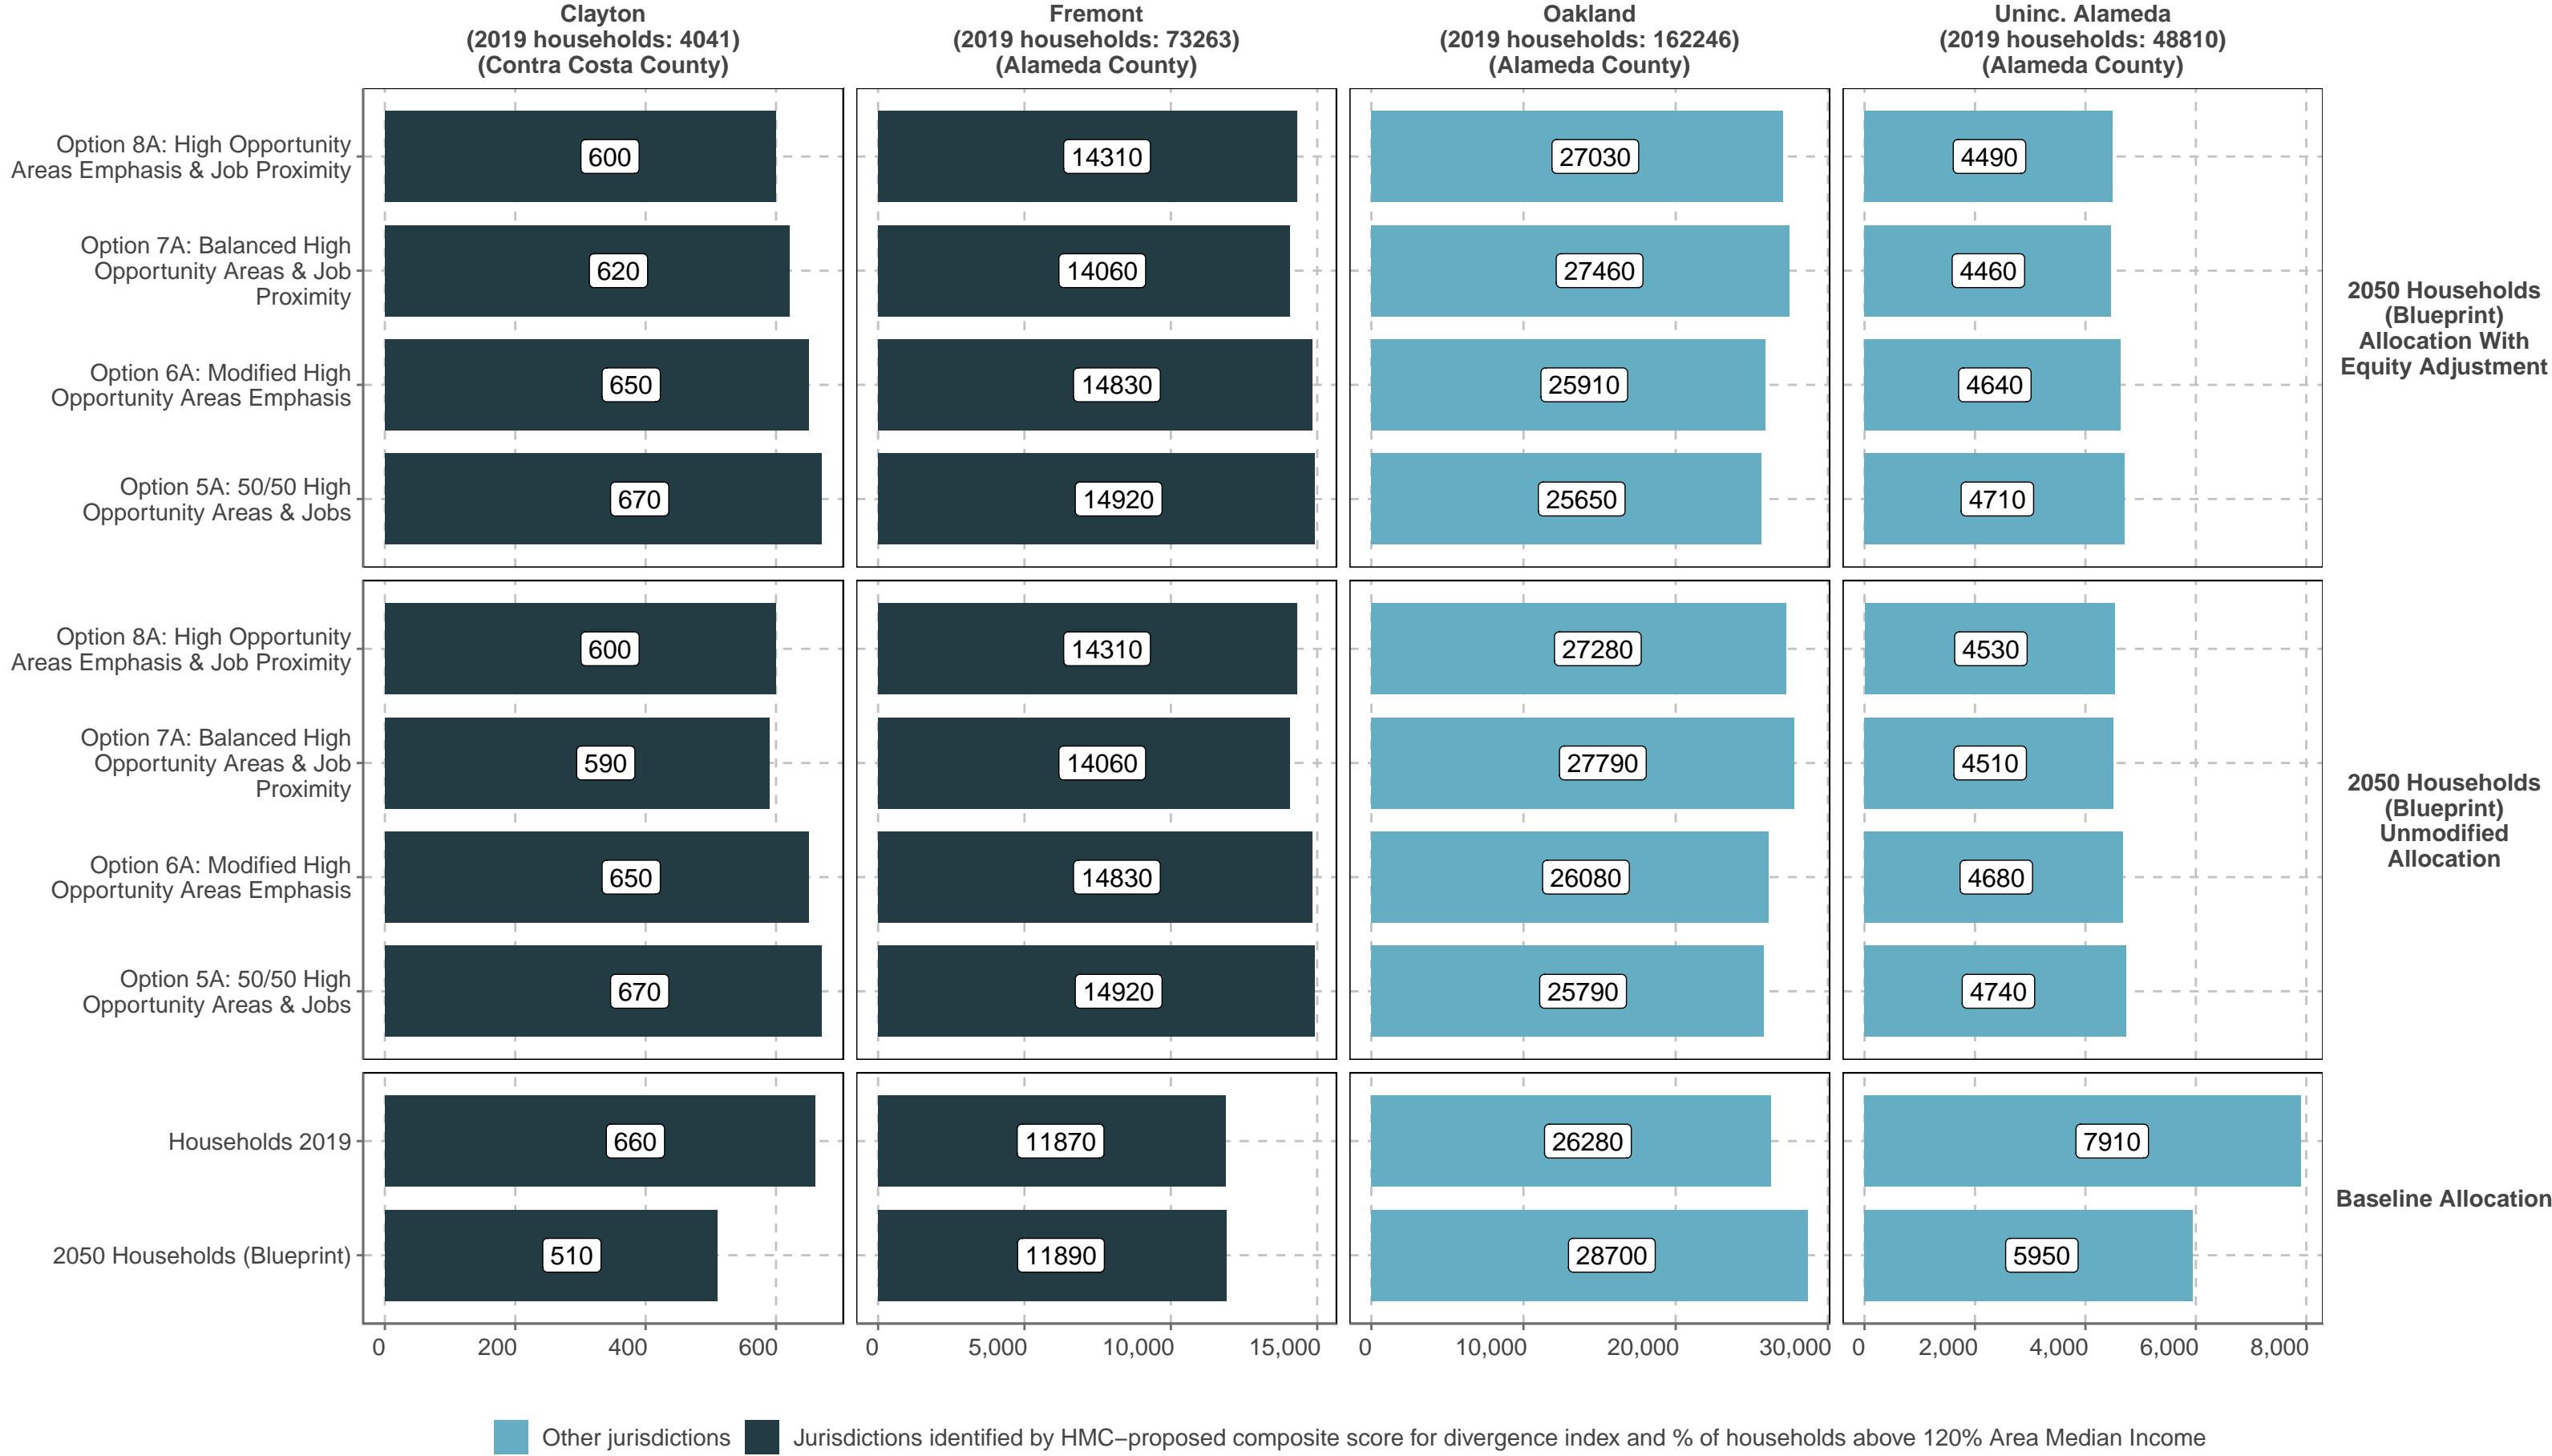 Clayton
(2019 households: 4041)
(Contra Costa County)
Fremont
(2019 households: 73263)
(Alameda County)
Oakland
(2019 households: 162246)
(Alameda County)
Uninc. Alameda
(2019 households: 48810)
(Alameda County)
Option 8A: High Opportunity
Areas Emphasis & Job Proximity
600
14310
27030
4490
Option 7A: Balanced High
Opportunity Areas & Job
Proximity
620
14060
27460
4460
Option 6A: Modified High
Opportunity Areas Emphasis
650
14830
25910
4640
Option 5A: 50/50 High
Opportunity Areas & Jobs
670
14920
25650
4710
2050 Households
(Blueprint)
Allocation With
Equity Adjustment
Option 8A: High Opportunity
Areas Emphasis & Job Proximity
600
14310
27280
4530
Option 7A: Balanced High
Opportunity Areas & Job
Proximity
590
14060
27790
4510
Option 6A: Modified High
Opportunity Areas Emphasis
650
14830
26080
4680
Option 5A: 50/50 High
Opportunity Areas & Jobs
670
14920
25790
4740
2050 Households
(Blueprint)
Unmodified
Allocation
Households 2019
660
11870
26280
7910
2050 Households (Blueprint)
510
11890
28700
5950
Baseline Allocation
0 200 400 600
0 5,000 10,000 15,000
0 10,000 20,000 30,000
0 2,000 4,000 6,000 8,000
Other jurisdictions
Jurisdictions identified by HMC−proposed composite score for divergence index and % of households above 120% Area Median Income